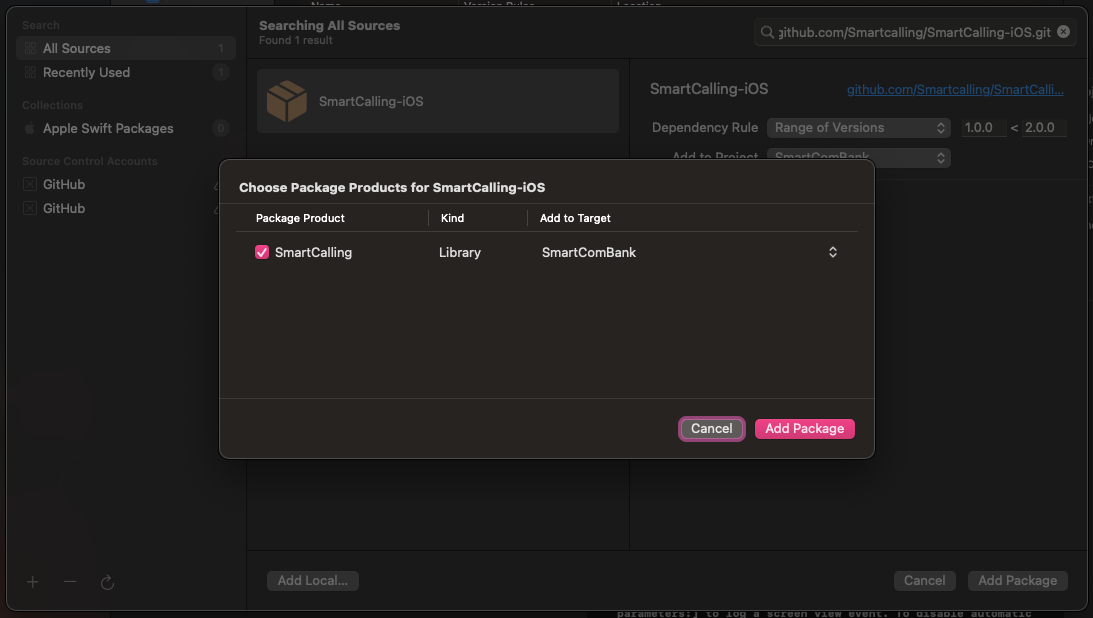 Name
Version Rules
Location
Search
All Sources 1
Recently Used 1
Collections
Apple Swift Packages 0
Source Control Accounts
GitHub
GitHub
Searching All Sources
Found 1 result
github.com/Smartcalling/SmartCalling-iOS.git
SmartCalling-iOS
SmartCalling-iOS
github.com/Smartcalling/SmartCalli...
Dependency Rule Range of Versions 1.0.0 < 2.0.0
Add to Project SmartComBank
Choose Package Products for SmartCalling-iOS
Package Product Kind Add to Target
SmartCalling Library SmartComBank
Cancel Add Package
Add Local... Cancel Add Package
parameters:] to log a screen view event. To disable automatic